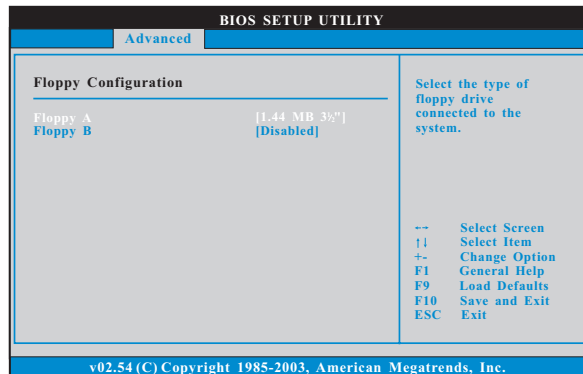 BIOS SETUP UTILITY
Advanced
Floppy Configuration
Floppy A [1.44 MB 3½"]
Floppy B [Disabled]
Select the type of
floppy drive
connected to the
system.
←→ Select Screen
↑↓ Select Item
+- Change Option
F1 General Help
F9 Load Defaults
F10 Save and Exit
ESC Exit
v02.54 (C) Copyright 1985-2003, American Megatrends, Inc.